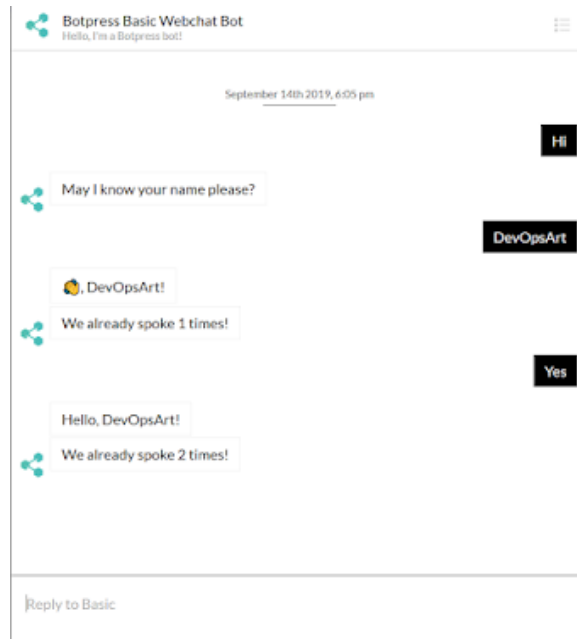 Botpress Basic Webchat Bot
Hello, I'm a Botpress bot!
September 14th 2019, 6:05 pm
Hi
May I know your name please?
DevOpsArt
👋, DevOpsArt!
We already spoke 1 times!
Yes
Hello, DevOpsArt!
We already spoke 2 times!
Reply to Basic